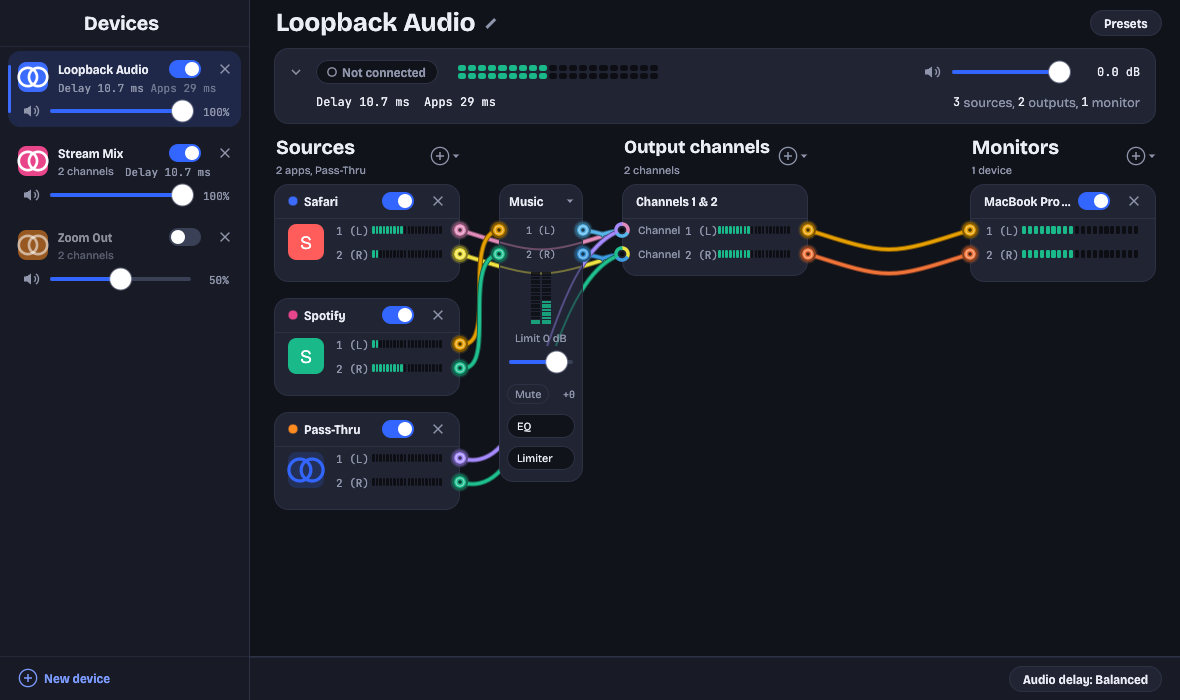 Devices
Loopback Audio
Delay 10.7 ms Apps 29 ms
100%
Stream Mix
2 channels Delay 10.7 ms
100%
Zoom Out
2 channels
50%
New device
Loopback Audio
Presets
Not connected
0.0 dB
Delay 10.7 ms Apps 29 ms
3 sources, 2 outputs, 1 monitor
Sources
2 apps, Pass-Thru
Output channels
2 channels
Monitors
1 device
Safari
S
1 (L)
2 (R)
Spotify
S
1 (L)
2 (R)
Pass-Thru
1 (L)
2 (R)
Music
1 (L)
2 (R)
Limit 0 dB
Mute +0
EQ
Limiter
Channels 1 & 2
Channel 1 (L)
Channel 2 (R)
MacBook Pro ...
1 (L)
2 (R)
Audio delay: Balanced